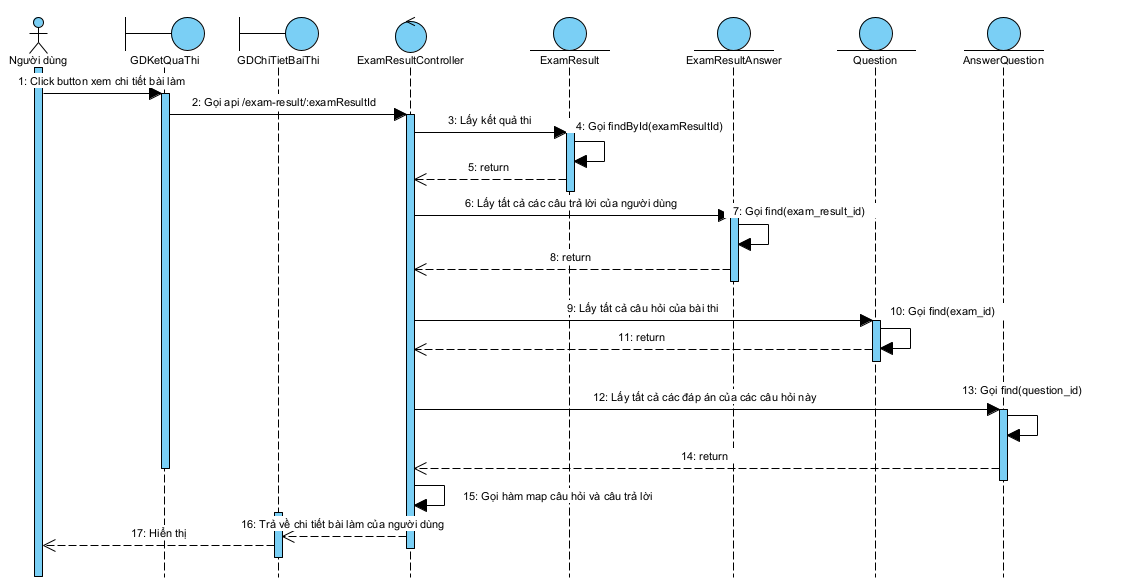 Người dùng
GDKetQuaThi
GDChiTietBaiThi
ExamResultController
ExamResult
ExamResultAnswer
Question
AnswerQuestion
1: Click button xem chi tiết bài làm
2: Gọi api /exam-result/:examResultId
3: Lấy kết quả thi
4: Gọi findById(examResultId)
5: return
6: Lấy tất cả các câu trả lời của người dùng
7: Gọi find(exam_result_id)
8: return
9: Lấy tất cả câu hỏi của bài thi
10: Gọi find(exam_id)
11: return
12: Lấy tất cả các đáp án của các câu hỏi này
13: Gọi find(question_id)
14: return
15: Gọi hàm map câu hỏi và câu trả lời
16: Trả về chi tiết bài làm của người dùng
17: Hiển thị